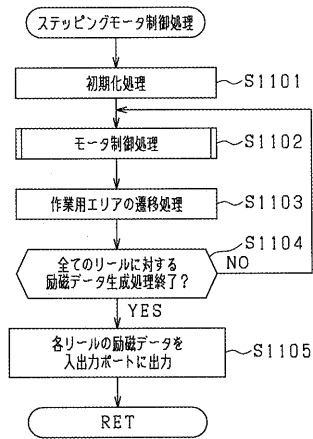 ステッピングモータ制御処理
初期化処理
S1101
モータ制御処理
S1102
作業用エリアの遷移処理
S1103
S1104
全てのリールに対する
励磁データ生成処理終了?
NO
YES
各リールの励磁データを
入出力ポートに出力
S1105
RET